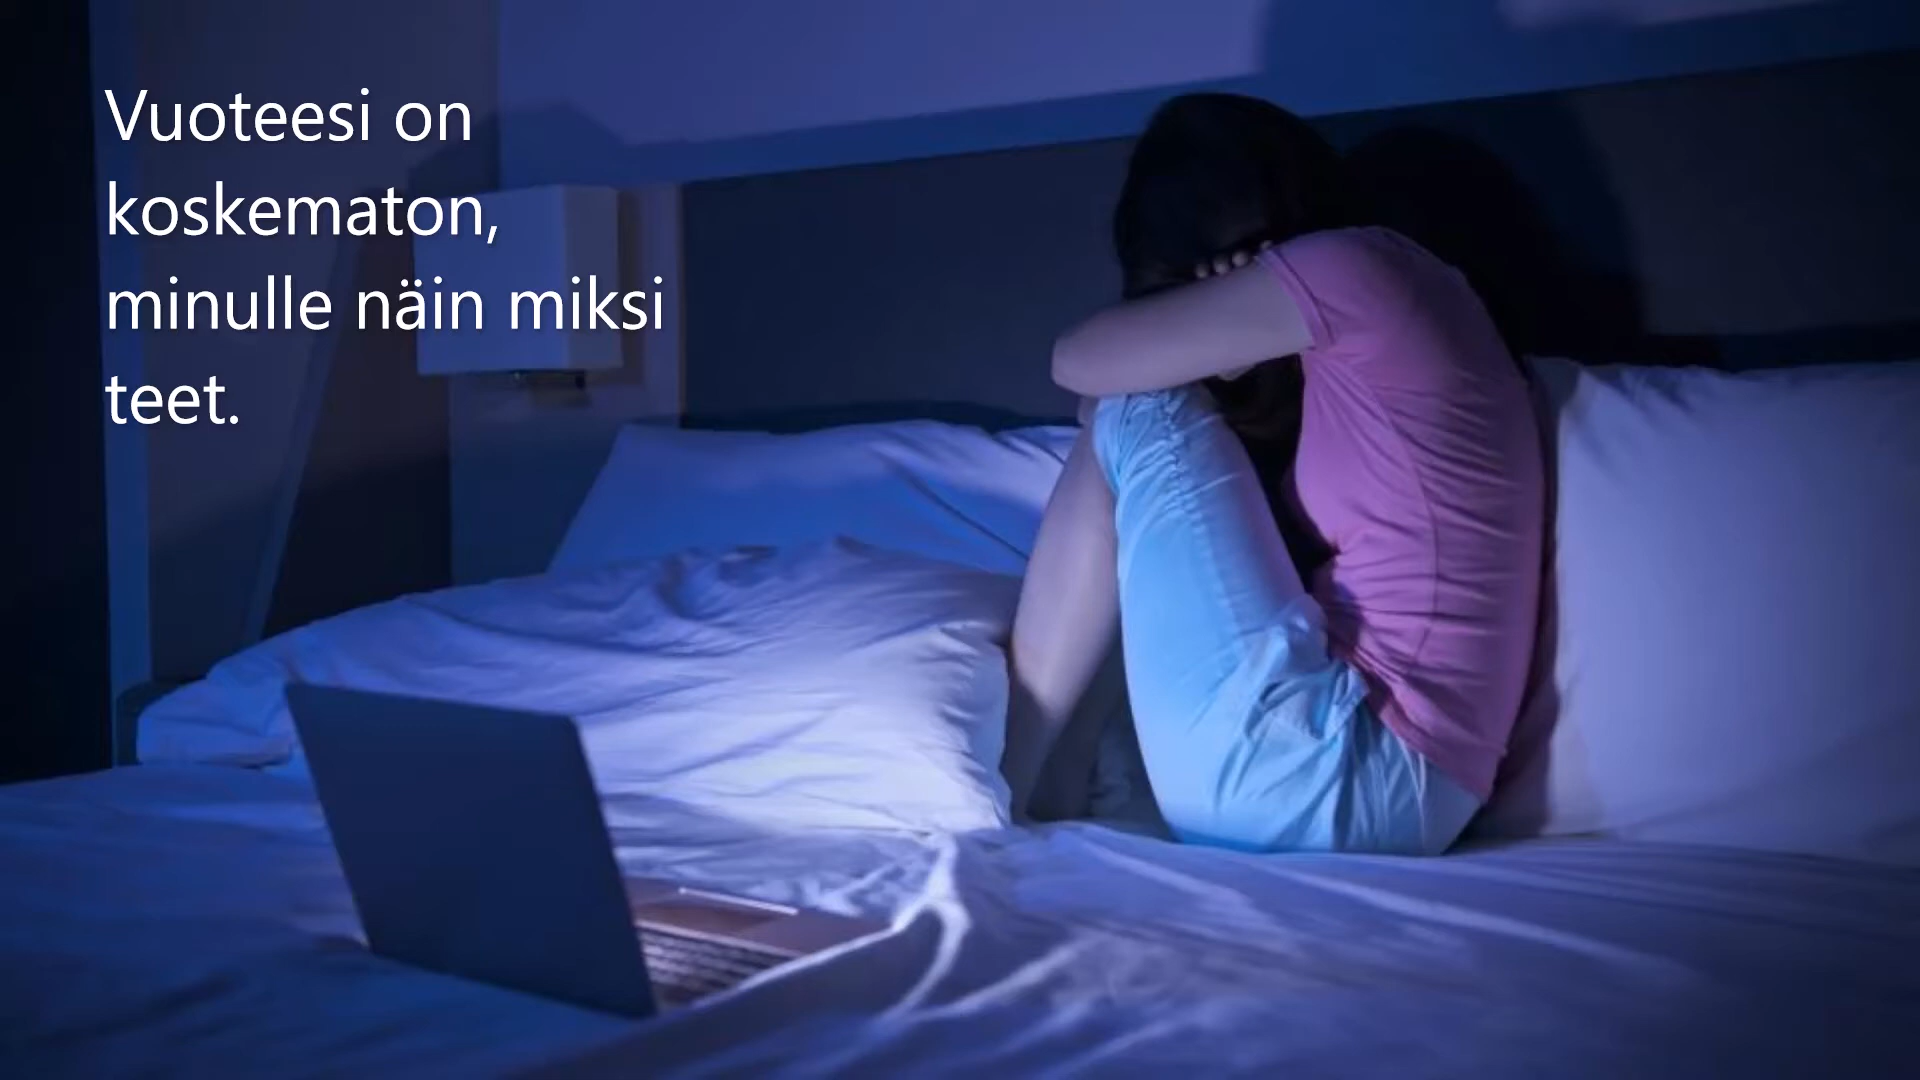 Vuoteesi on
koskematon,
minulle näin miksi
teet.